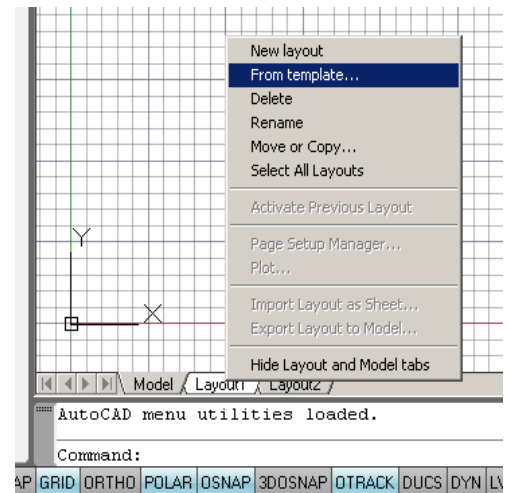 New layout
From template...
Delete
Rename
Move or Copy...
Select All Layouts
Activate Previous Layout
Page Setup Manager...
Plot...
Import Layout as Sheet...
Export Layout to Model...
Hide Layout and Model tabs
Y
X
Model Layout1 Layout2
AutoCAD menu utilities loaded.
Command:
AP GRID ORTHO POLAR OSNAP 3DOSNAP OTRACK DUCS DYN